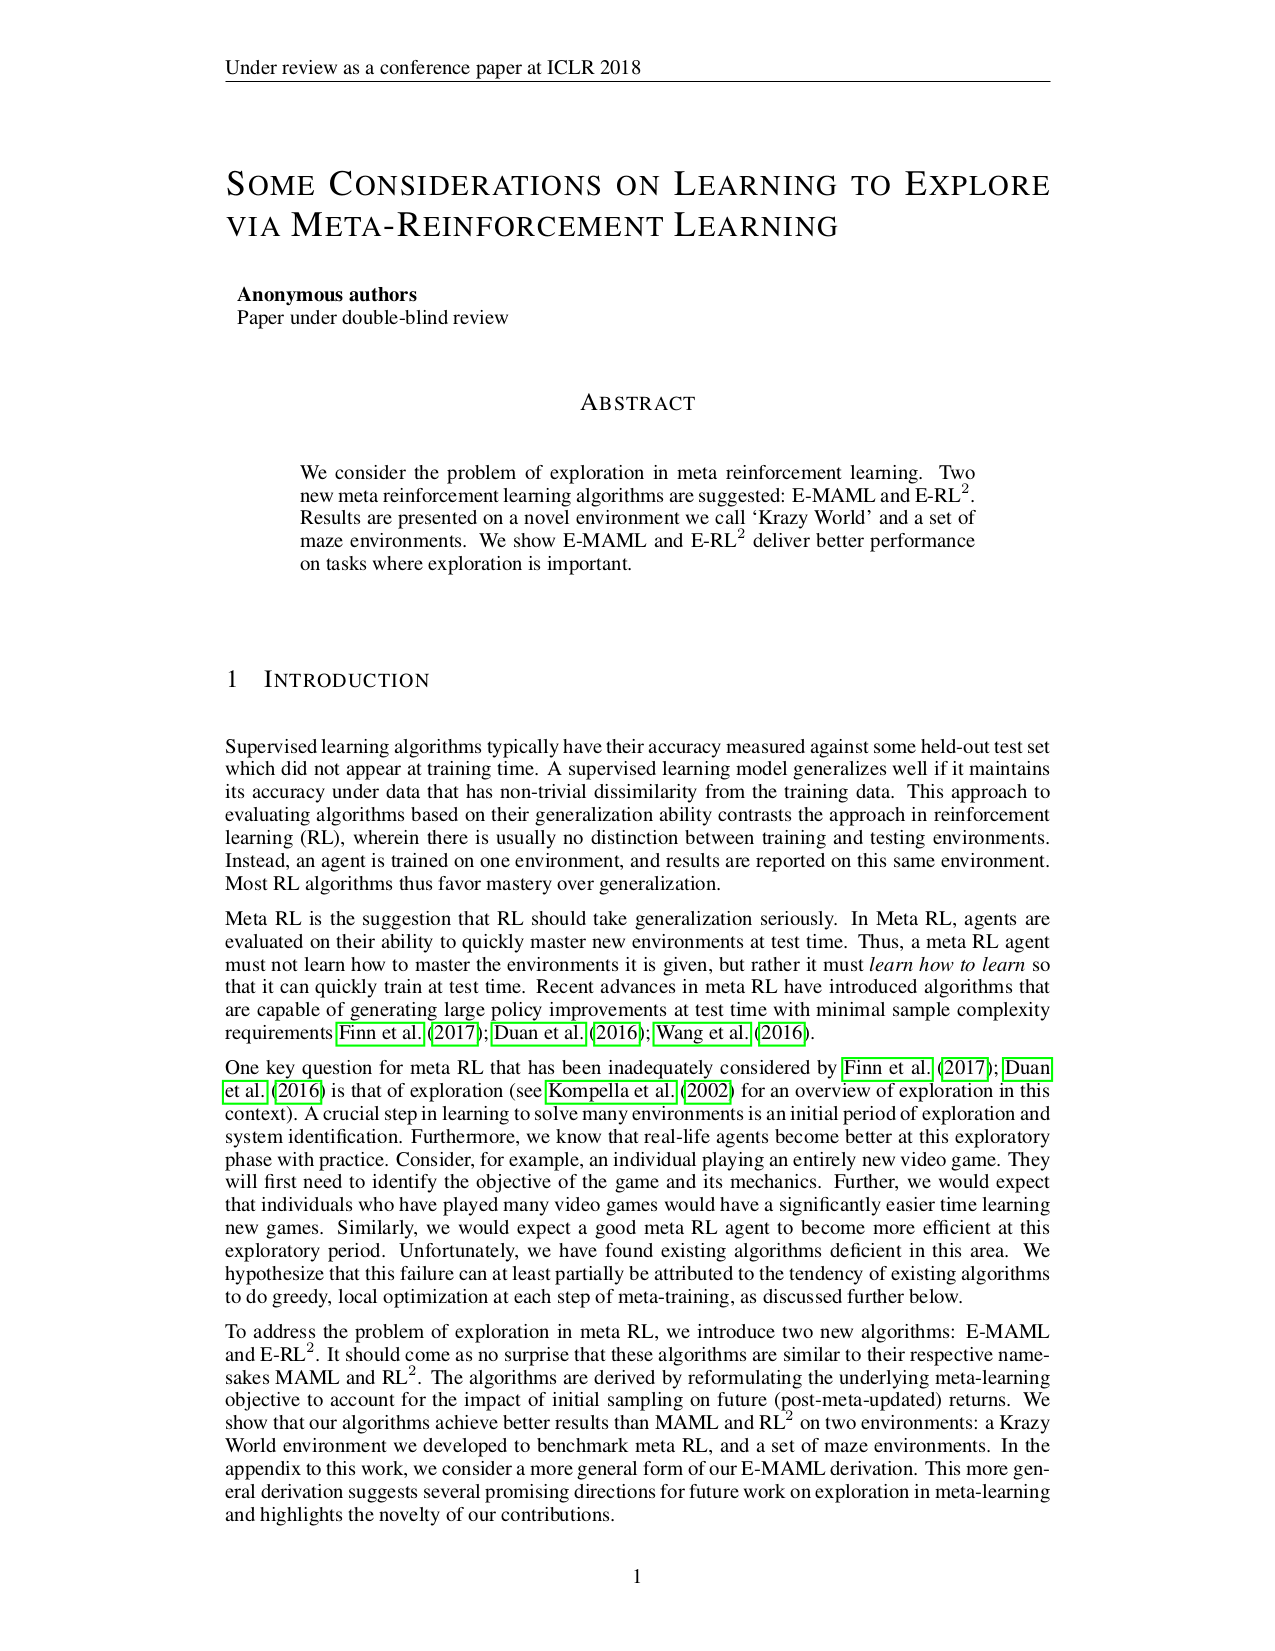 Under review as a conference paper at ICLR 2018
SOME CONSIDERATIONS ON LEARNING TO EXPLORE
VIA META-REINFORCEMENT LEARNING
Anonymous authors
Paper under double-blind review
ABSTRACT
We consider the problem of exploration in meta reinforcement learning. Two
new meta reinforcement learning algorithms are suggested: E-MAML and E-RL².
Results are presented on a novel environment we call ‘Krazy World’ and a set of
maze environments. We show E-MAML and E-RL² deliver better performance
on tasks where exploration is important.
1 INTRODUCTION
Supervised learning algorithms typically have their accuracy measured against some held-out test set
which did not appear at training time. A supervised learning model generalizes well if it maintains
its accuracy under data that has non-trivial dissimilarity from the training data. This approach to
evaluating algorithms based on their generalization ability contrasts the approach in reinforcement
learning (RL), wherein there is usually no distinction between training and testing environments.
Instead, an agent is trained on one environment, and results are reported on this same environment.
Most RL algorithms thus favor mastery over generalization.
Meta RL is the suggestion that RL should take generalization seriously. In Meta RL, agents are
evaluated on their ability to quickly master new environments at test time. Thus, a meta RL agent
must not learn how to master the environments it is given, but rather it must learn how to learn so
that it can quickly train at test time. Recent advances in meta RL have introduced algorithms that
are capable of generating large policy improvements at test time with minimal sample complexity
requirements Finn et al. (2017); Duan et al. (2016); Wang et al. (2016).
One key question for meta RL that has been inadequately considered by Finn et al. (2017); Duan
et al. (2016) is that of exploration (see Kompella et al. (2002) for an overview of exploration in this
context). A crucial step in learning to solve many environments is an initial period of exploration and
system identification. Furthermore, we know that real-life agents become better at this exploratory
phase with practice. Consider, for example, an individual playing an entirely new video game. They
will first need to identify the objective of the game and its mechanics. Further, we would expect
that individuals who have played many video games would have a significantly easier time learning
new games. Similarly, we would expect a good meta RL agent to become more efficient at this
exploratory period. Unfortunately, we have found existing algorithms deficient in this area. We
hypothesize that this failure can at least partially be attributed to the tendency of existing algorithms
to do greedy, local optimization at each step of meta-training, as discussed further below.
To address the problem of exploration in meta RL, we introduce two new algorithms: E-MAML
and E-RL². It should come as no surprise that these algorithms are similar to their respective name-
sakes MAML and RL². The algorithms are derived by reformulating the underlying meta-learning
objective to account for the impact of initial sampling on future (post-meta-updated) returns. We
show that our algorithms achieve better results than MAML and RL² on two environments: a Krazy
World environment we developed to benchmark meta RL, and a set of maze environments. In the
appendix to this work, we consider a more general form of our E-MAML derivation. This more gen-
eral derivation suggests several promising directions for future work on exploration in meta-learning
and highlights the novelty of our contributions.
1